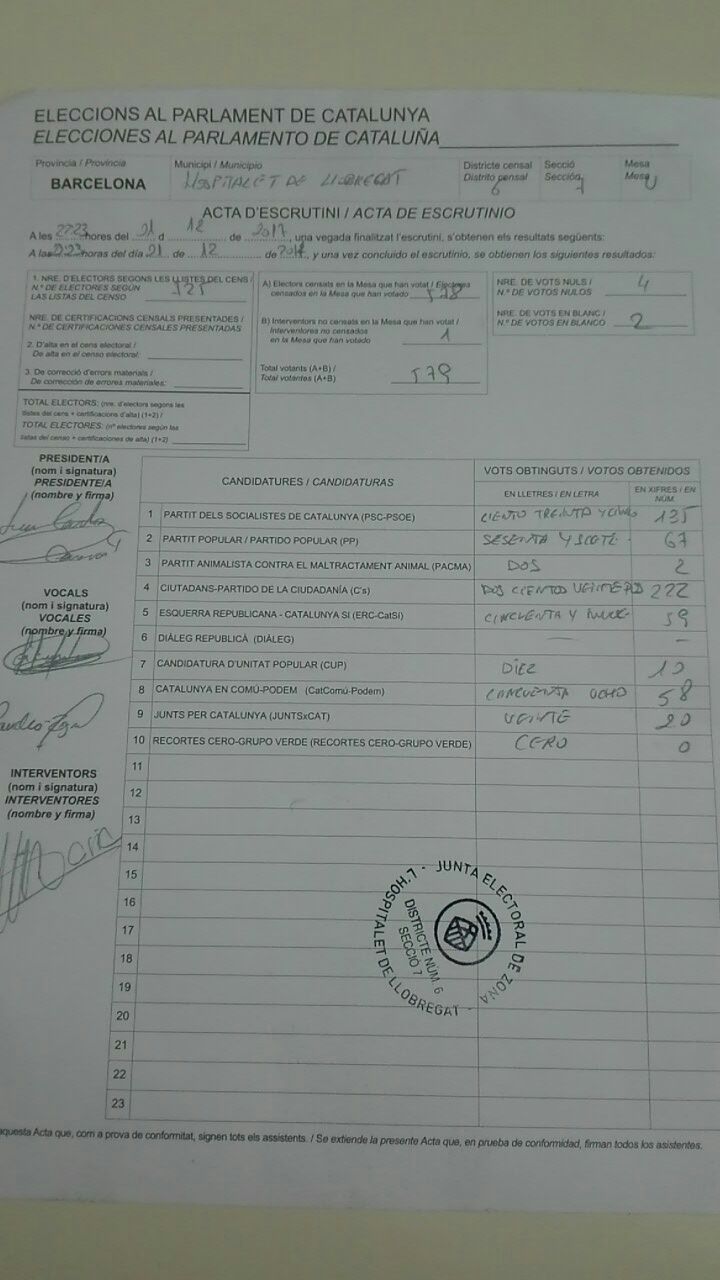 ELECCIONS AL PARLAMENT DE CATALUNYA
ELECCIONES AL PARLAMENTO DE CATALUÑA
Província / Provincia
BARCELONA
Municipi / Municipio
HOSPITALET DE LLOBREGAT
Districte censal
Distrito censal
6
Secció
Sección
7
Mesa
Mesa
U
ACTA D'ESCRUTINI / ACTA DE ESCRUTINIO
A les 2223 hores del 21 d 12 de 2017, una vegada finalitzat l'escrutini, s'obtenen els resultats següents:
A las 2223 horas del día 21 de 12 de 2017, y una vez concluido el escrutinio, se obtienen los siguientes resultados:
1. NRE. D'ELECTORS SEGONS LES LLISTES DEL CENS /
N.º DE ELECTORES SEGÚN
LAS LISTAS DEL CENSO
NRE. DE CERTIFICACIONS CENSALS PRESENTADES /
N.º DE CERTIFICACIONES CENSALES PRESENTADAS
2. D'alta en el cens electoral /
De alta en el censo electoral:
3. De correcció d'errors materials /
De corrección de errores materiales:
TOTAL ELECTORS: (nre. d'electors segons les
llistes del cens + certificacions d'alta) (1+2) /
TOTAL ELECTORES: (nº electores según las
listas del censo + certificaciones de alta) (1+2)
A) Electors censats en la Mesa que han votat / Electores
censados en la Mesa que han votado 578
B) Interventors no censats en la Mesa que han votat /
Interventores no censados
en la Mesa que han votado 1
Total votants (A+B) /
Total votantes (A+B) 579
NRE. DE VOTS NULS /
N.º DE VOTOS NULOS 4
NRE. DE VOTS EN BLANC /
N.º DE VOTOS EN BLANCO 2
PRESIDENT/A
(nom i signatura)
PRESIDENTE/A
(nombre y firma)
VOCALS
(nom i signatura)
VOCALES
(nombre y firma)
INTERVENTORS
(nom i signatura)
INTERVENTORES
(nombre y firma)
CANDIDATURES / CANDIDATURAS
VOTS OBTINGUTS / VOTOS OBTENIDOS
EN LLETRES / EN LETRA
EN XIFRES / EN NÚM.
1 PARTIT DELS SOCIALISTES DE CATALUNYA (PSC-PSOE) CIENTO TREINTA Y CINCO 135
2 PARTIT POPULAR / PARTIDO POPULAR (PP) SESENTA Y SIETE 67
3 PARTIT ANIMALISTA CONTRA EL MALTRACTAMENT ANIMAL (PACMA) DOS 2
4 CIUTADANS-PARTIDO DE LA CIUDADANÍA (C's) DOS CIENTOS 222
5 ESQUERRA REPUBLICANA - CATALUNYA SÍ (ERC-CatSí) CINCUENTA Y NUEVE 59
6 DIÀLEG REPUBLICÀ (DIÀLEG) — —
7 CANDIDATURA D'UNITAT POPULAR (CUP) DIEZ 10
8 CATALUNYA EN COMÚ-PODEM (CatComú-Podem) CINCUENTA OCHO 58
9 JUNTS PER CATALUNYA (JUNTSxCAT) VEINTE 20
10 RECORTES CERO-GRUPO VERDE (RECORTES CERO-GRUPO VERDE) CERO 0
11
12
13
14
15
16
17
18
19
20
21
22
23
JUNTA ELECTORAL DE ZONA
L'HOSPITALET DE LLOBREGAT
DISTRICTE NÚM. 6
SECCIÓ 7
aquesta Acta que, com a prova de conformitat, signen tots els assistents. / Se extiende la presente Acta que, en prueba de conformidad, firman todos los asistentes.